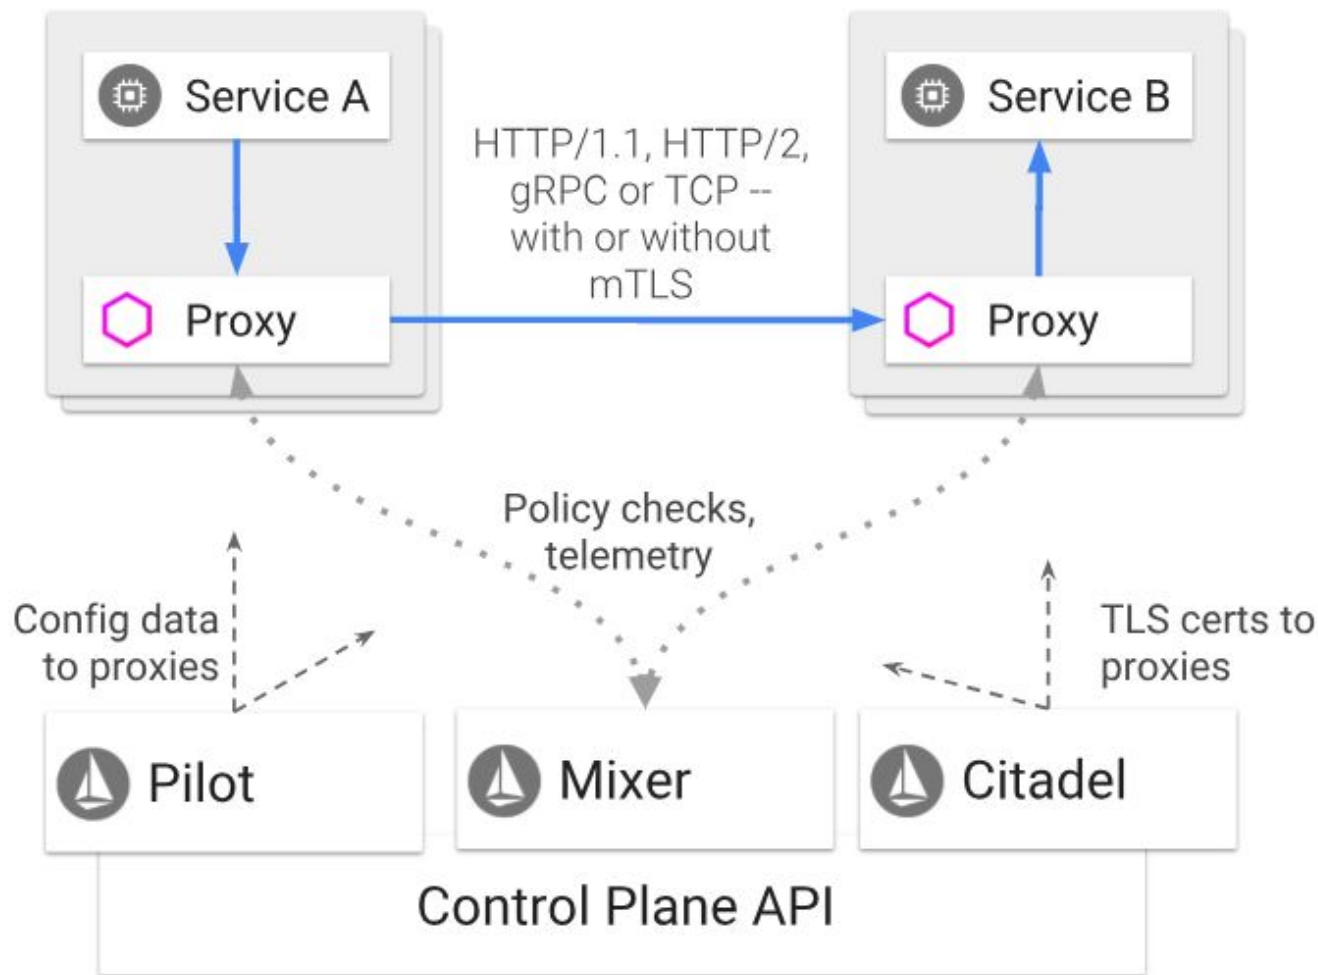 Service A
Service B
HTTP/1.1, HTTP/2,
gRPC or TCP --
with or without
mTLS
Proxy
Proxy
Policy checks,
telemetry
Config data
to proxies
TLS certs to
proxies
Pilot
Mixer
Citadel
Control Plane API